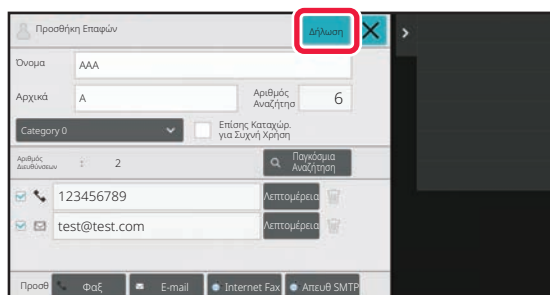 Προσθήκη Επαφών
Δήλωση
Όνομα
AAA
Αρχικά
A
Αριθμός
Αναζήτησ
6
Category 0
Επίσης Καταχώρ.
για Συχνή Χρήση
Αριθμός
Διευθύνσεων
:
2
Παγκόσμια
Αναζήτηση
123456789
Λεπτομέρεια
test@test.com
Λεπτομέρεια
Προσθ
Φαξ
E-mail
Internet Fax
Απευθ SMTP